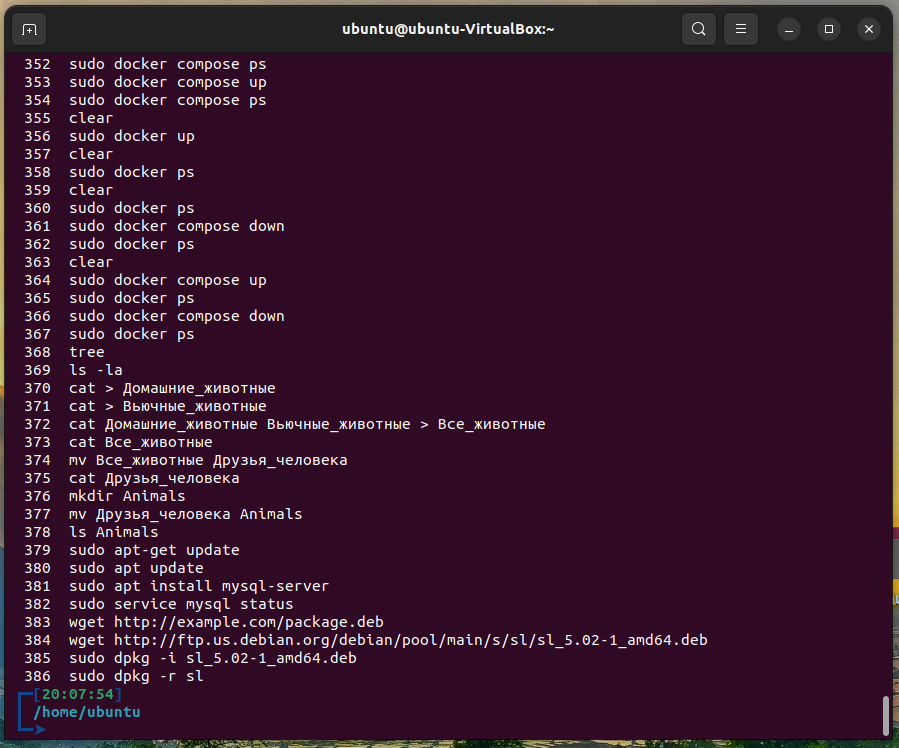 ubuntu@ubuntu-VirtualBox:~
352 sudo docker compose ps
353 sudo docker compose up
354 sudo docker compose ps
355 clear
356 sudo docker up
357 clear
358 sudo docker ps
359 clear
360 sudo docker ps
361 sudo docker compose down
362 sudo docker ps
363 clear
364 sudo docker compose up
365 sudo docker ps
366 sudo docker compose down
367 sudo docker ps
368 tree
369 ls -la
370 cat > Домашние_животные
371 cat > Вьючные_животные
372 cat Домашние_животные Вьючные_животные > Все_животные
373 cat Все_животные
374 mv Все_животные Друзья_человека
375 cat Друзья_человека
376 mkdir Animals
377 mv Друзья_человека Animals
378 ls Animals
379 sudo apt-get update
380 sudo apt update
381 sudo apt install mysql-server
382 sudo service mysql status
383 wget http://example.com/package.deb
384 wget http://ftp.us.debian.org/debian/pool/main/s/sl/sl_5.02-1_amd64.deb
385 sudo dpkg -i sl_5.02-1_amd64.deb
386 sudo dpkg -r sl
[20:07:54]
/home/ubuntu